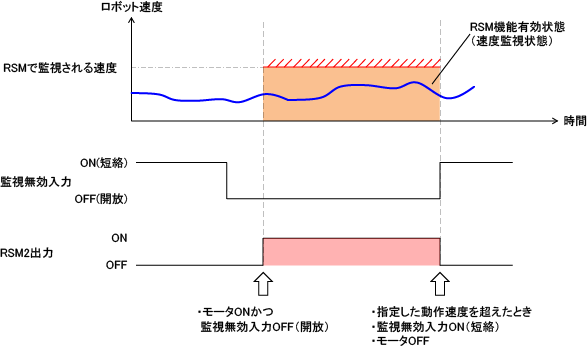 ロボット速度
RSM機能有効状態
（速度監視状態）
RSMで監視される速度
時間
ON(短絡)
監視無効入力
OFF(開放)
ON
RSM2出力
OFF
・モータONかつ
監視無効入力OFF（開放）
・指定した動作速度を超えたとき
・監視無効入力ON（短絡）
・モータOFF